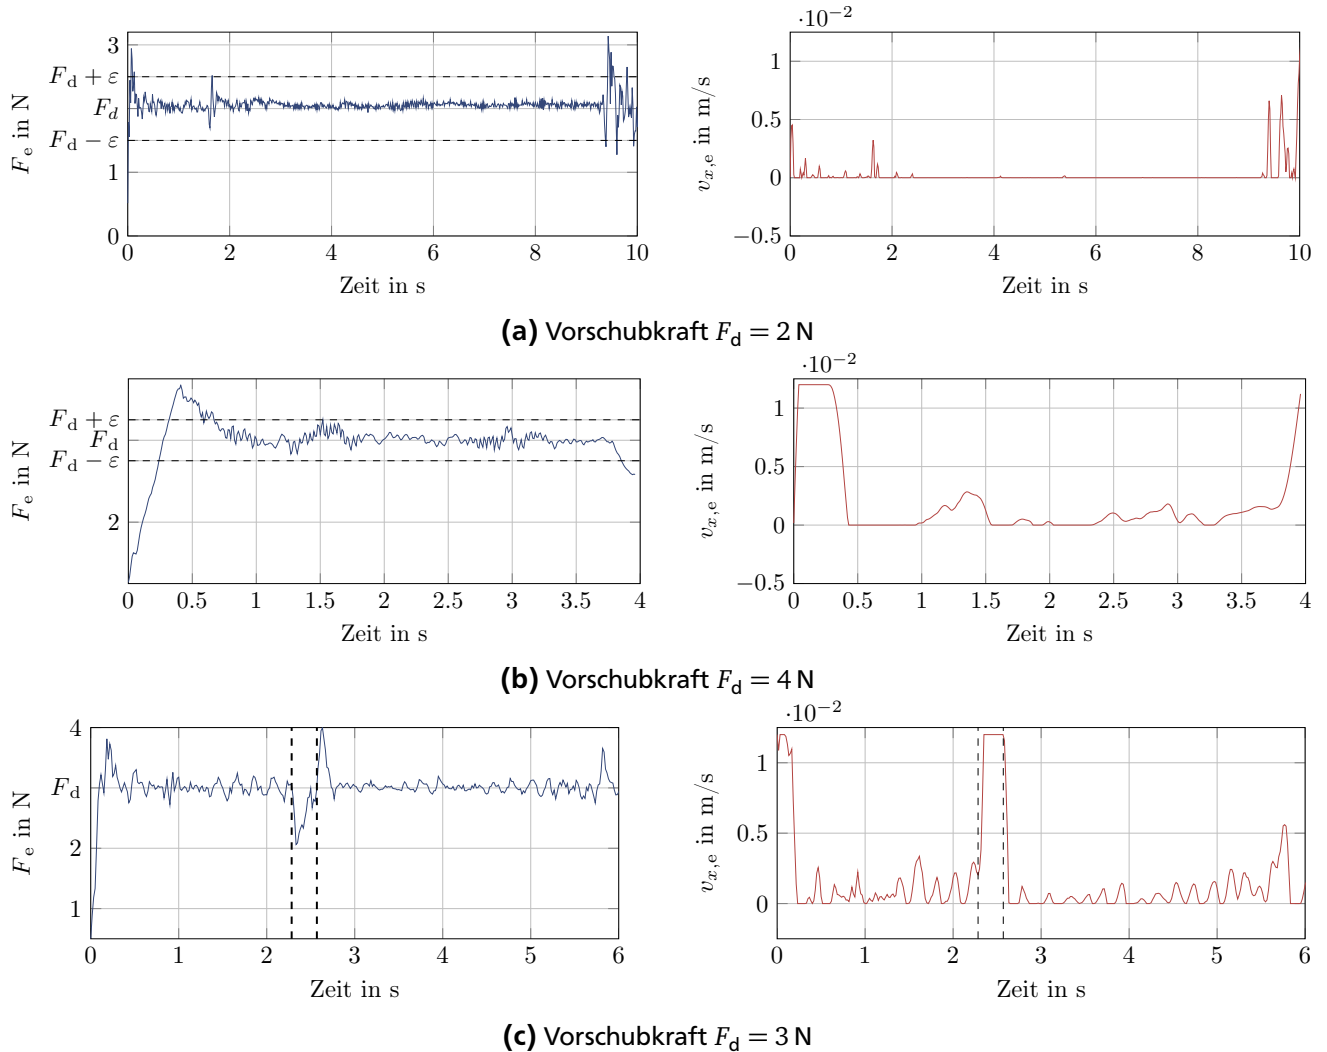 ·10⁻²
3
F_d + ε
F_d
F_d − ε
1
0
F_e in N
0 2 4 6 8 10
Zeit in s
1
0.5
0
−0.5
v_{x,e} in m/s
0 2 4 6 8 10
Zeit in s
(a) Vorschubkraft F_d = 2 N
·10⁻²
F_d + ε
F_d
F_d − ε
2
F_e in N
0 0.5 1 1.5 2 2.5 3 3.5 4
Zeit in s
1
0.5
0
−0.5
v_{x,e} in m/s
0 0.5 1 1.5 2 2.5 3 3.5 4
Zeit in s
(b) Vorschubkraft F_d = 4 N
·10⁻²
4
F_d
2
1
F_e in N
0 1 2 3 4 5 6
Zeit in s
1
0.5
0
v_{x,e} in m/s
0 1 2 3 4 5 6
Zeit in s
(c) Vorschubkraft F_d = 3 N